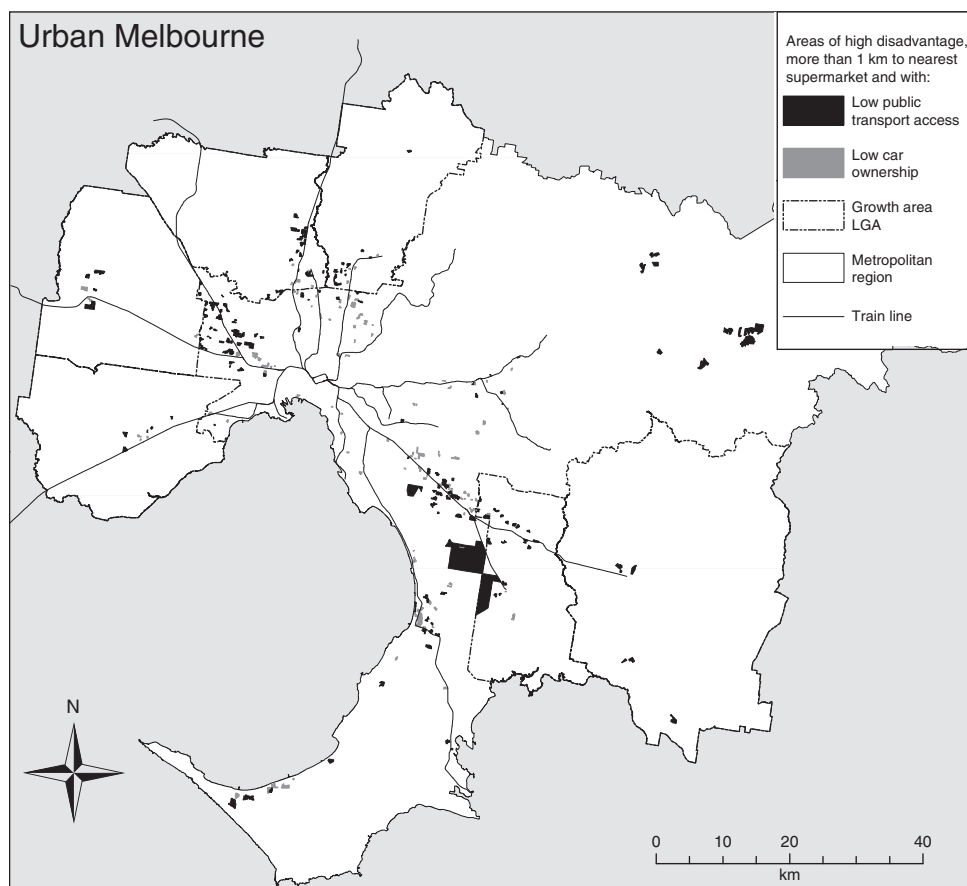 Urban Melbourne
Areas of high disadvantage,
more than 1 km to nearest
supermarket and with:
Low public
transport access
Low car
ownership
Growth area
LGA
Metropolitan
region
Train line
N
0 10 20 40
km